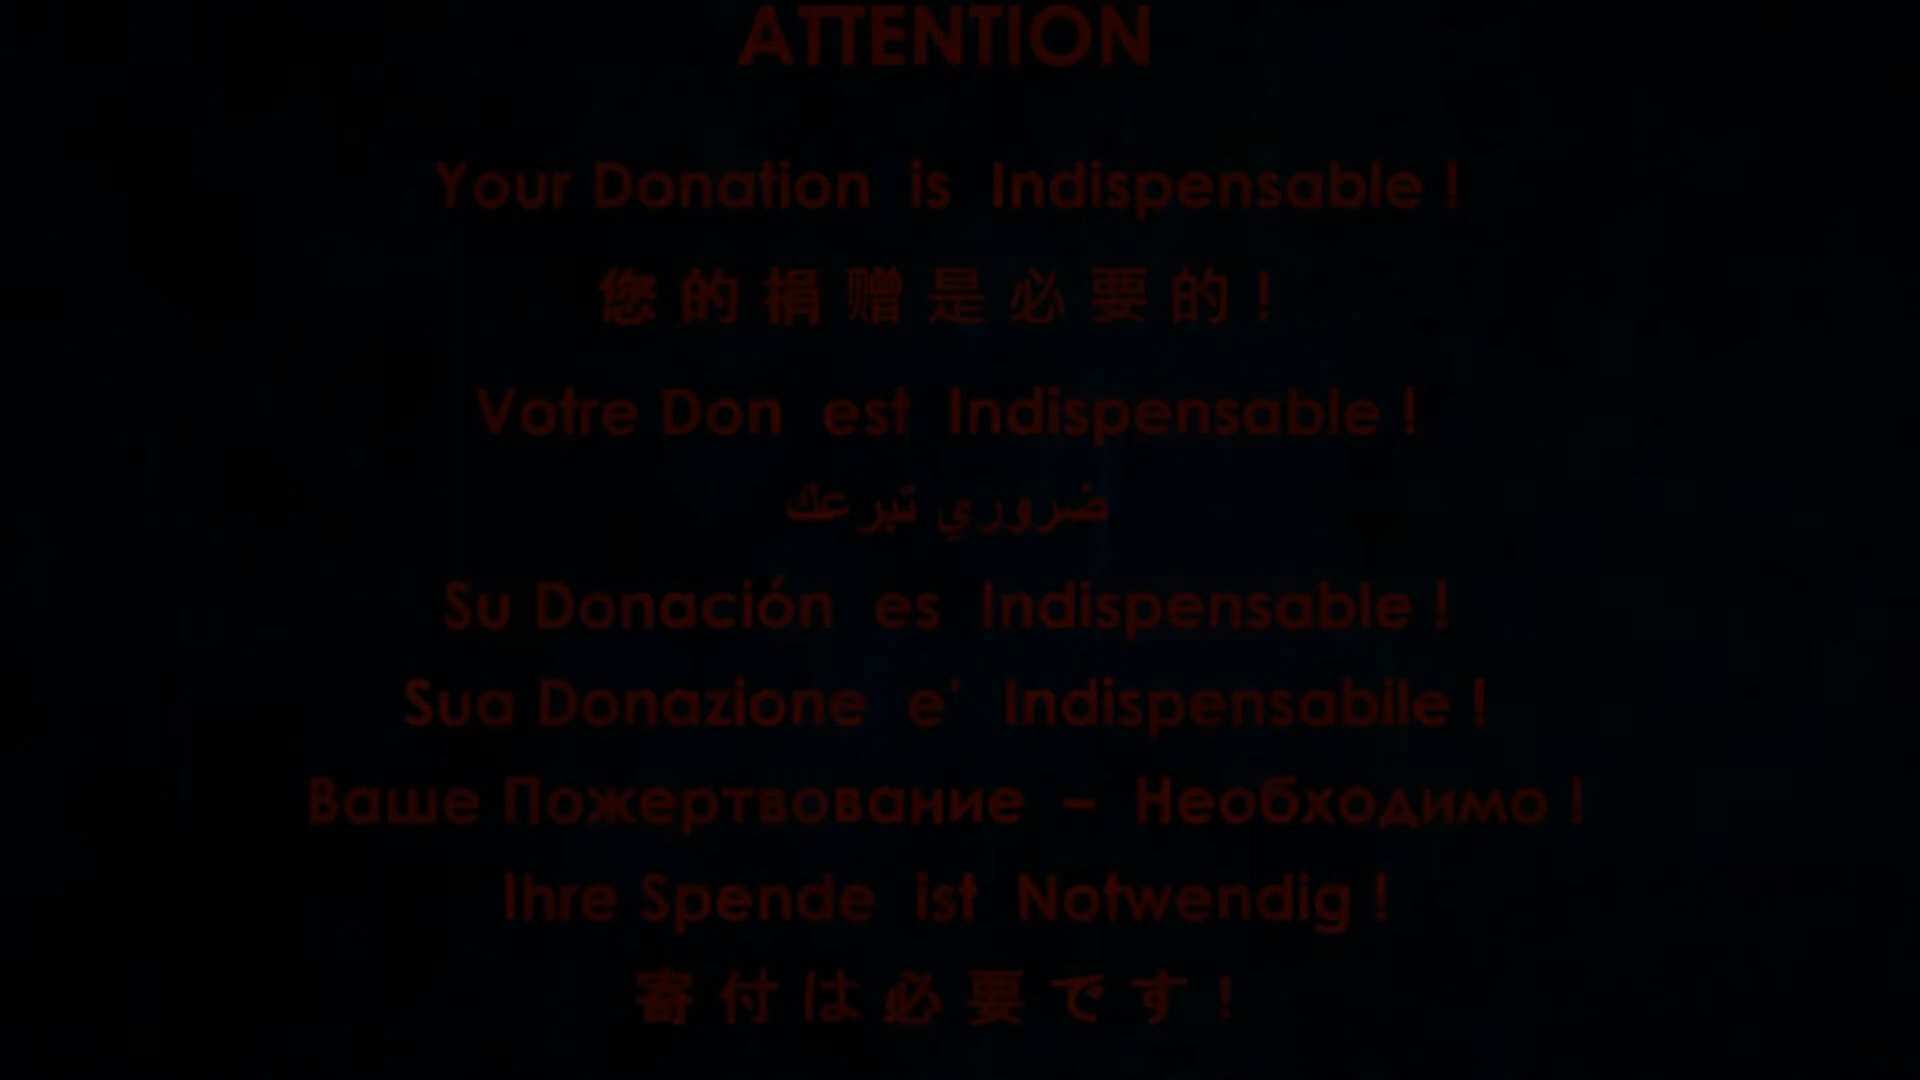 ATTENTION
Your Donation is Indispensable !
您的捐赠是必要的!
Votre Don est Indispensable !
ضروري تبرعك
Su Donación es Indispensable !
Sua Donazione e' Indispensabile !
Ваше Пожертвование – Необходимо !
Ihre Spende ist Notwendig !
寄付は必要です!